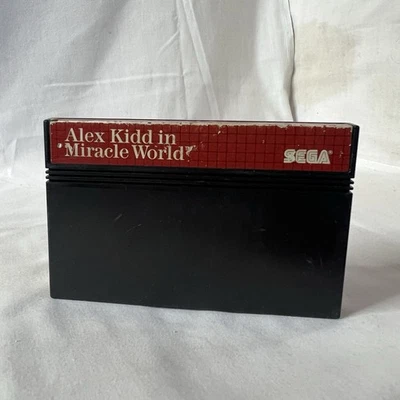 Alex Kidd in
Miracle World
SEGA